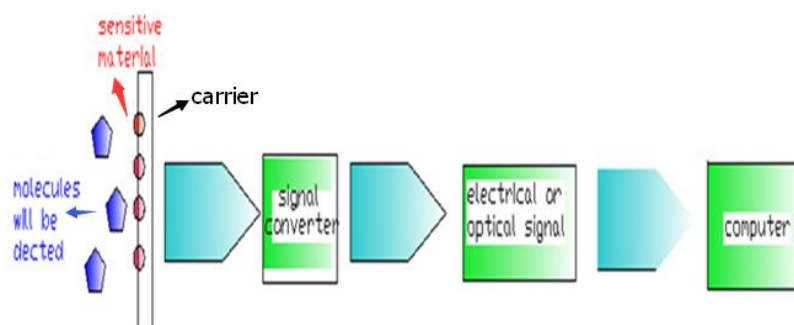 sensitive
material
carrier
molecules
will be
dected
signal
converter
electrical or
optical signal
computer